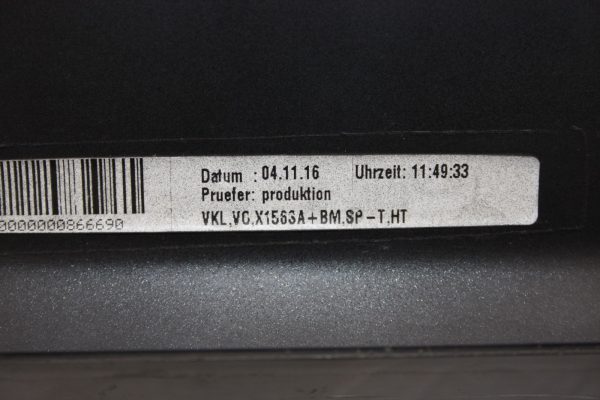 Datum : 04.11.16 Uhrzeit: 11:49:33
Pruefer: produktion
VKL,VC,X1563A+BM,SP-T,HT
0000000866690